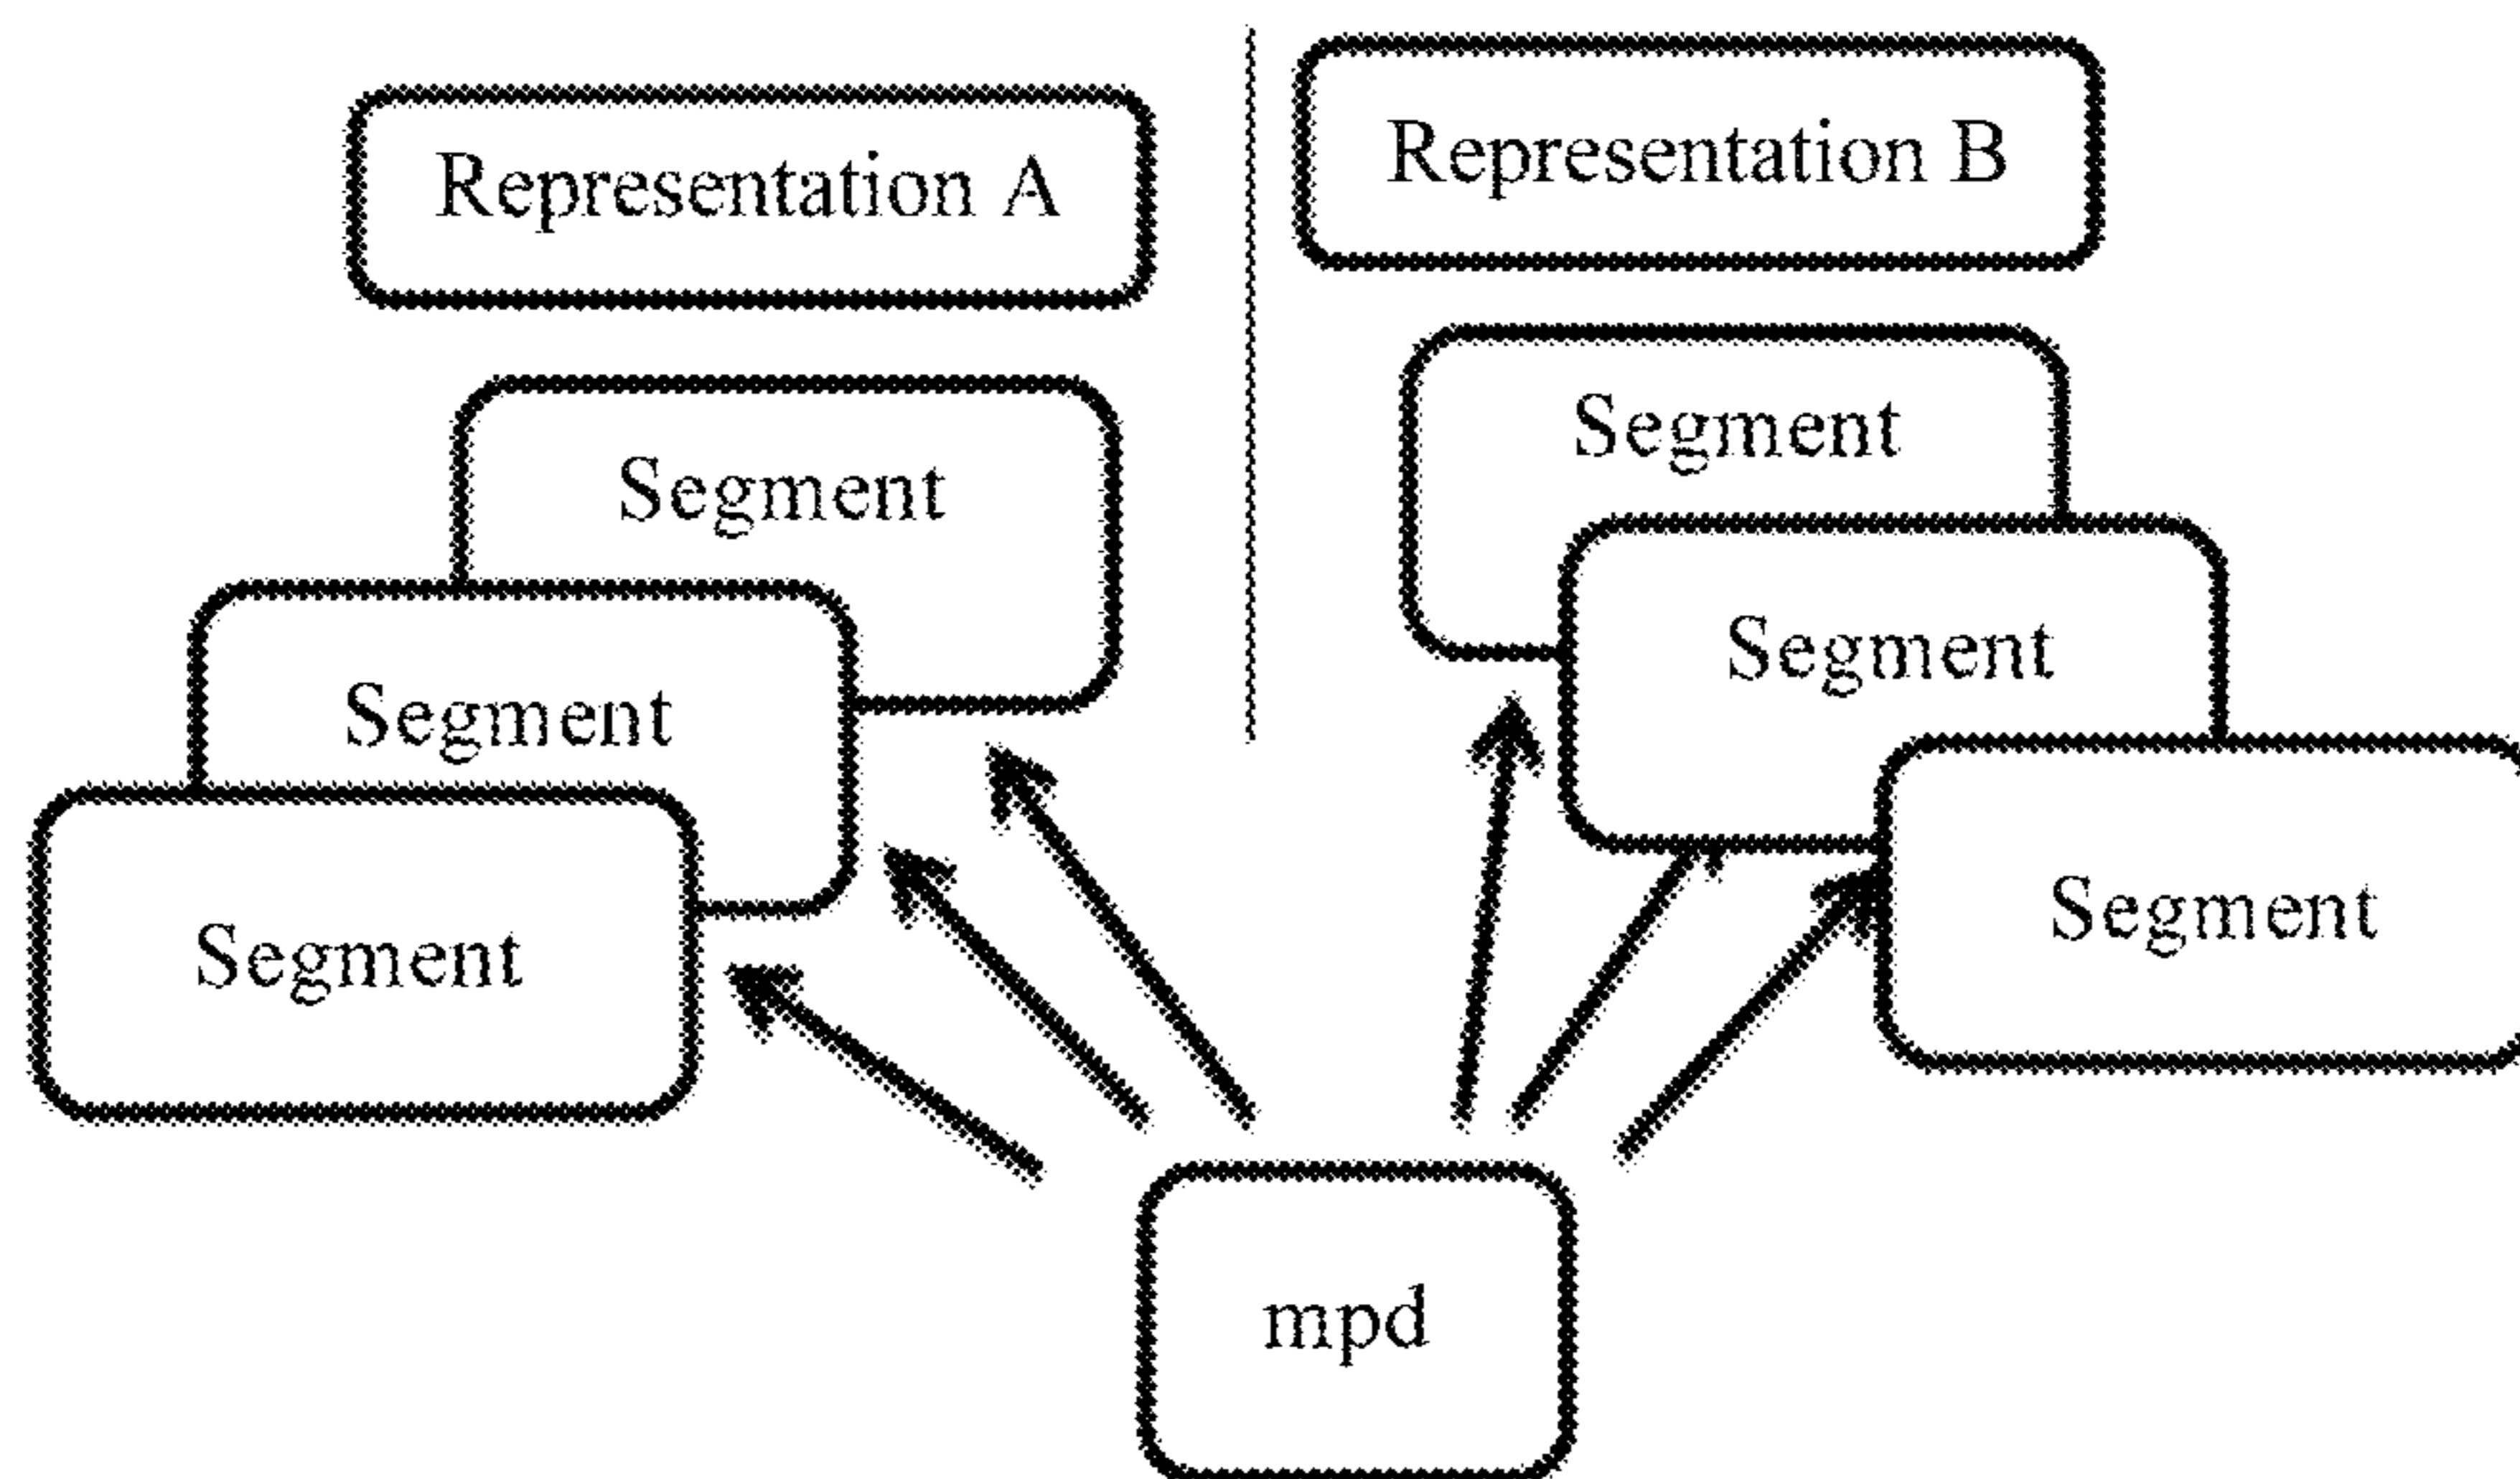 Representation A
Segment
Segment
Segment
Representation B
Segment
Segment
Segment
mpd